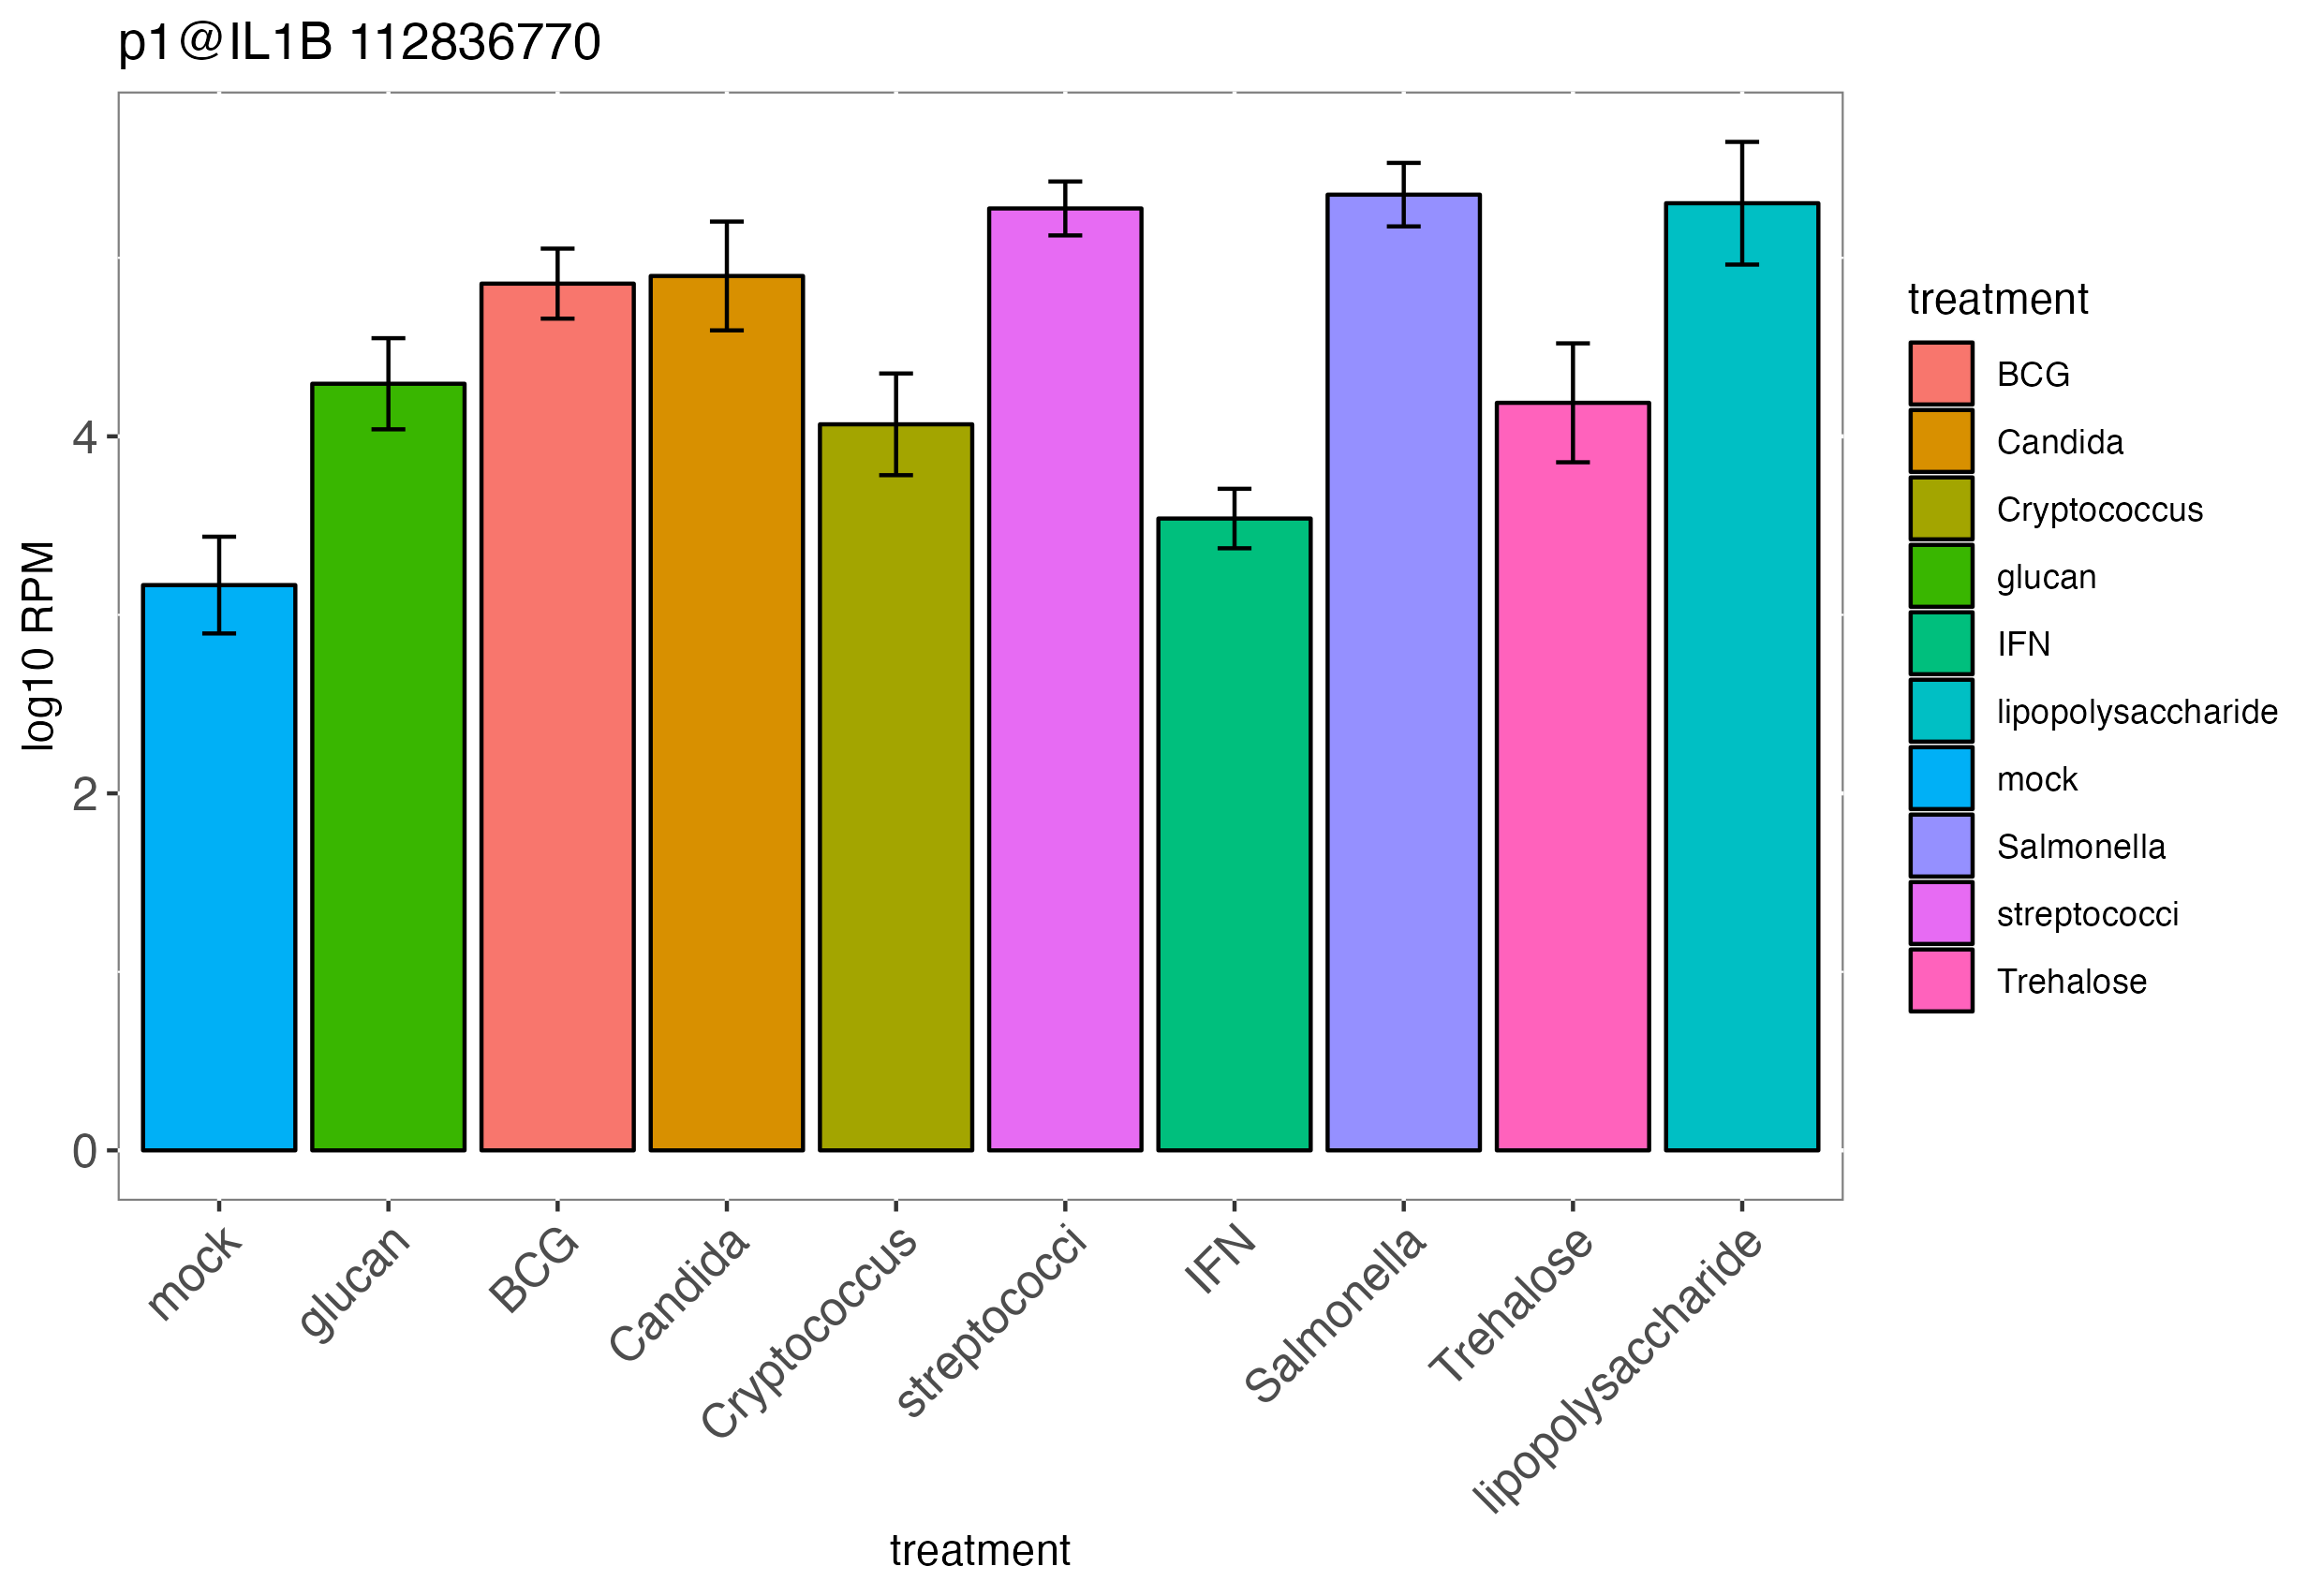 p1@IL1B 112836770
log10 RPM
4
2
0
mock
glucan
BCG
Candida
Cryptococcus
streptococci
IFN
Salmonella
Trehalose
lipopolysaccharide
treatment
treatment
BCG
Candida
Cryptococcus
glucan
IFN
lipopolysaccharide
mock
Salmonella
streptococci
Trehalose